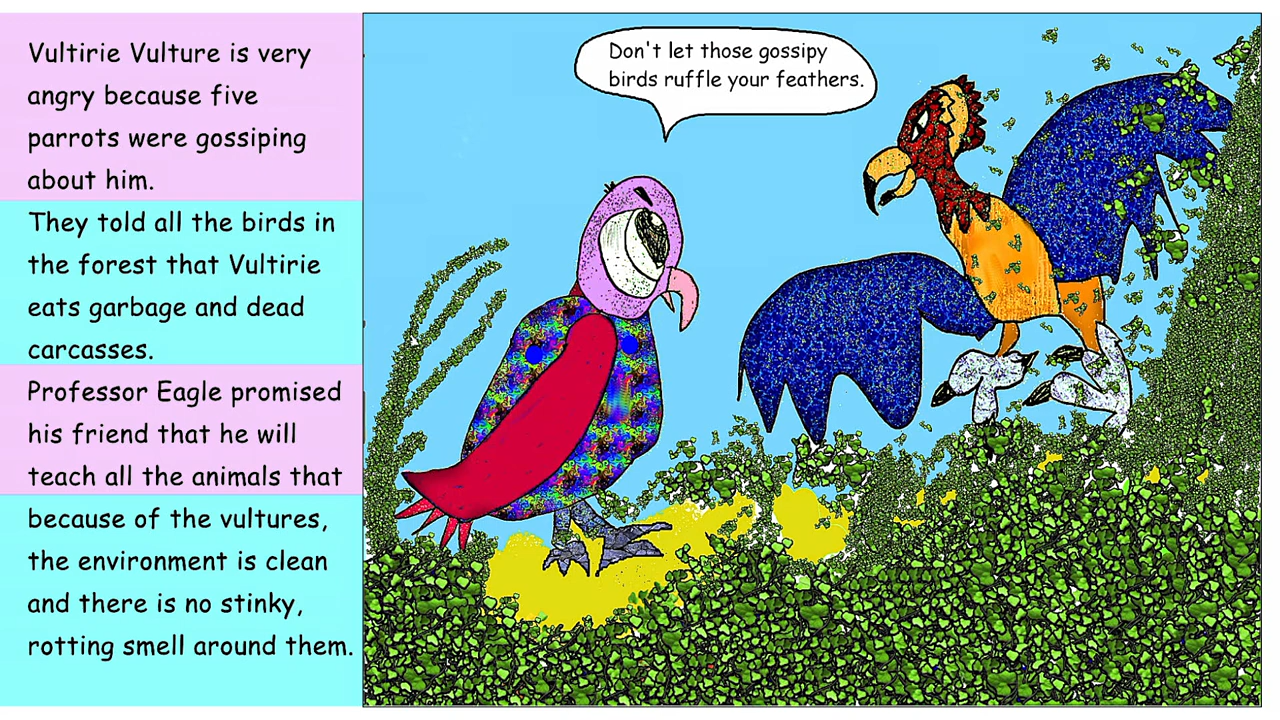 Vultirie Vulture is very
angry because five
parrots were gossiping
about him.
They told all the birds in
the forest that Vultirie
eats garbage and dead
carcasses.
Professor Eagle promised
his friend that he will
teach all the animals that
because of the vultures,
the environment is clean
and there is no stinky,
rotting smell around them.
Don't let those gossipy
birds ruffle your feathers.